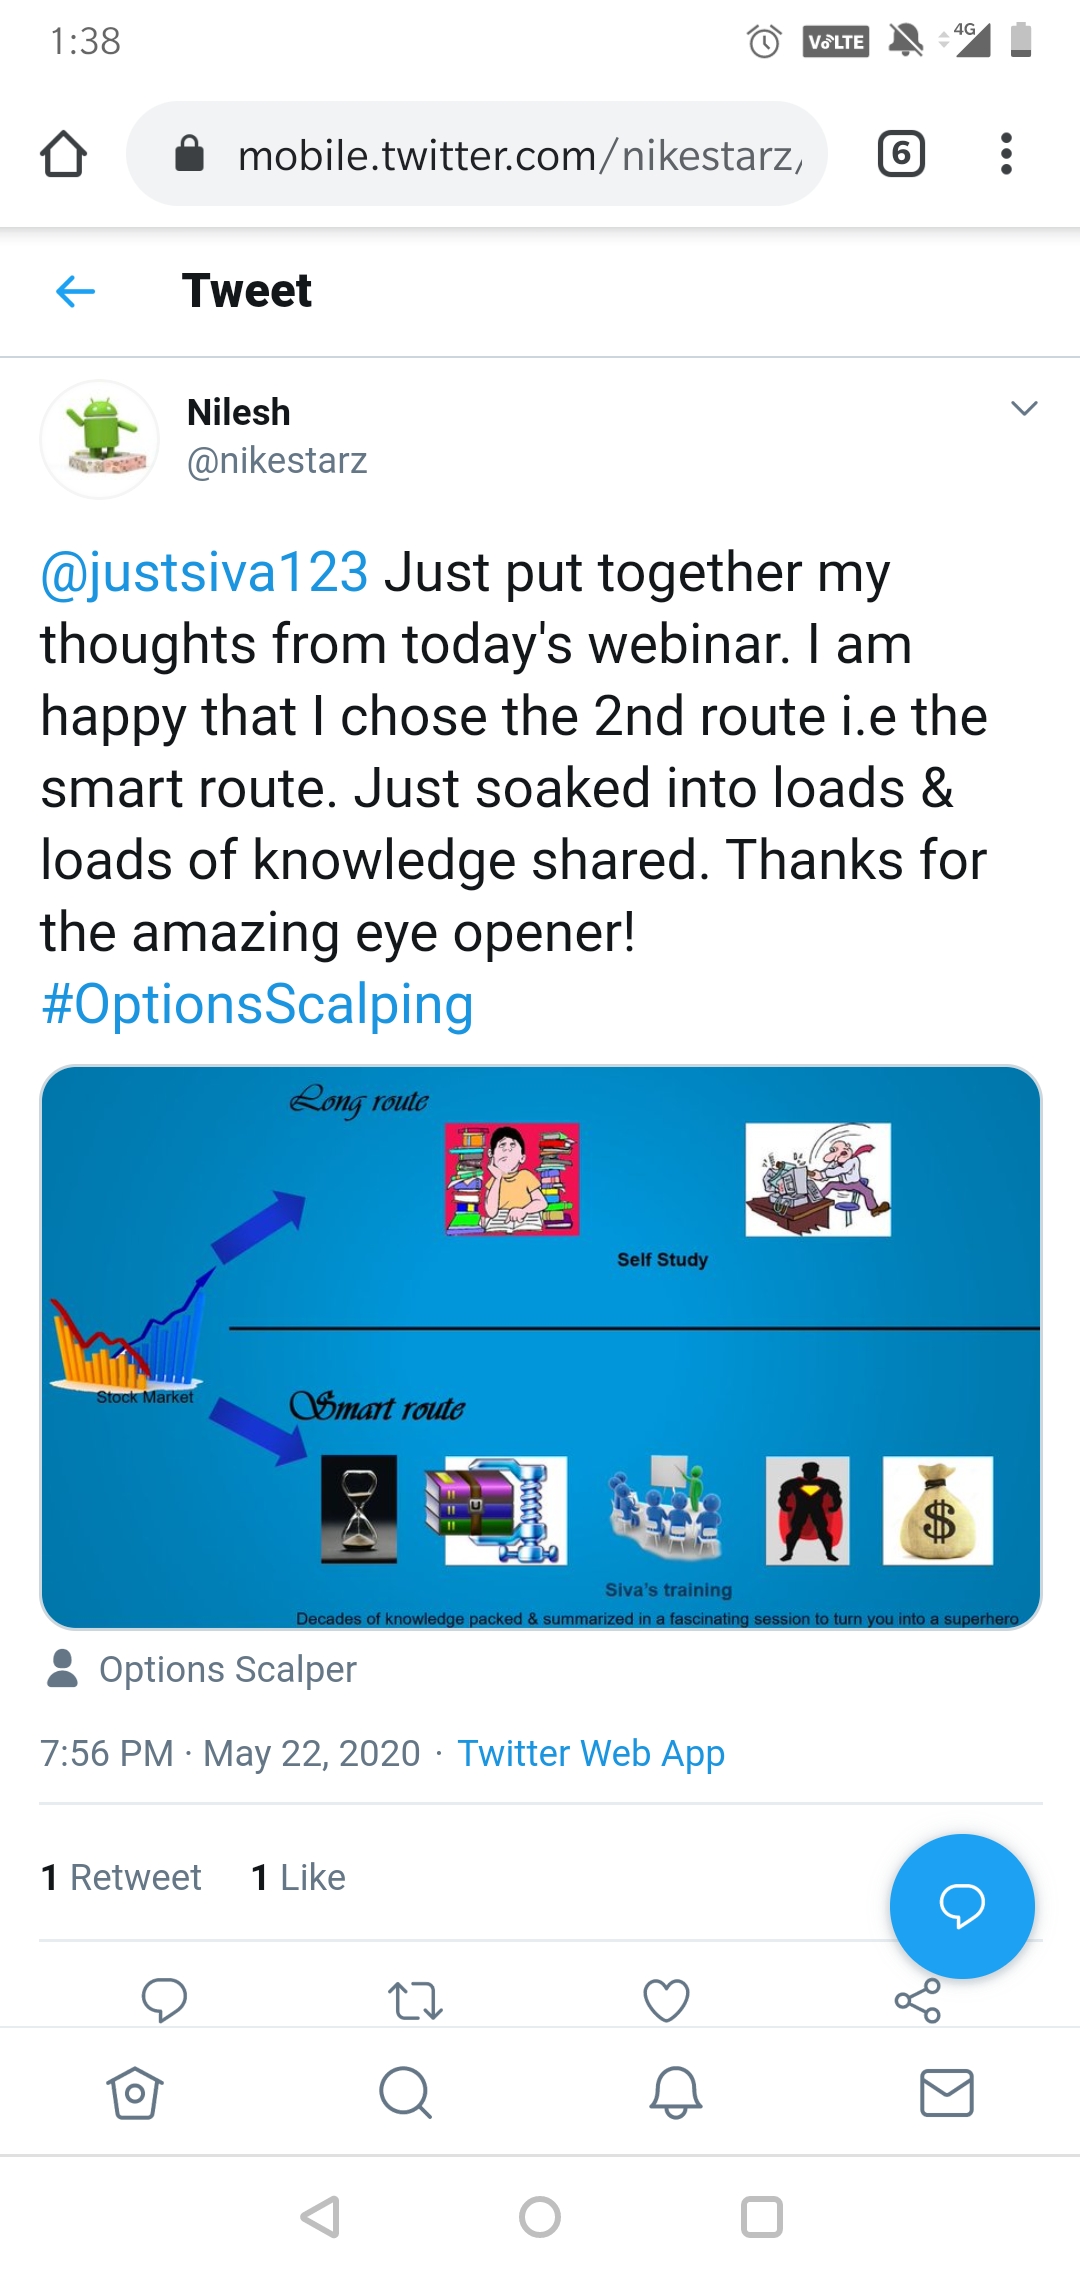 1:38
VoLTE
4G
mobile.twitter.com/nikestarz/
6
Tweet
Nilesh
@nikestarz
@justsiva123 Just put together my
thoughts from today's webinar. I am
happy that I chose the 2nd route i.e the
smart route. Just soaked into loads &
loads of knowledge shared. Thanks for
the amazing eye opener!
#OptionsScalping
Long route
Self Study
Stock Market
Smart route
$
Siva's training
Decades of knowledge packed & summarized in a fascinating session to turn you into a superhero
Options Scalper
7:56 PM · May 22, 2020 · Twitter Web App
1 Retweet 1 Like